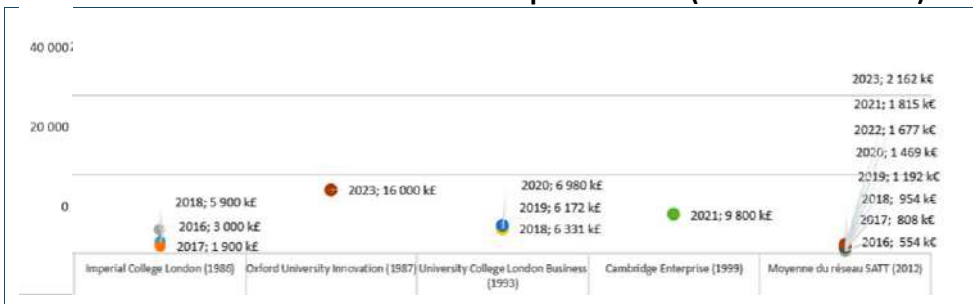 40 000
2023; 2 162 k€
2021; 1 815 k€
20 000
2022; 1 677 k€
2020; 1 469 k€
2019; 1 192 k€
2023; 16 000 k£
2020; 6 980 k£
0
2018; 5 900 k£
2019; 6 172 k£
2018; 954 k€
2016; 3 000 k£
2021; 9 800 k£
2017; 808 k€
2018; 6 331 k£
2017; 1 900 k£
2016; 554 k€
Imperial College London (1986)
Oxford University Innovation (1987)
University College London Business
(1993)
Cambridge Enterprise (1999)
Moyenne du réseau SATT (2012)